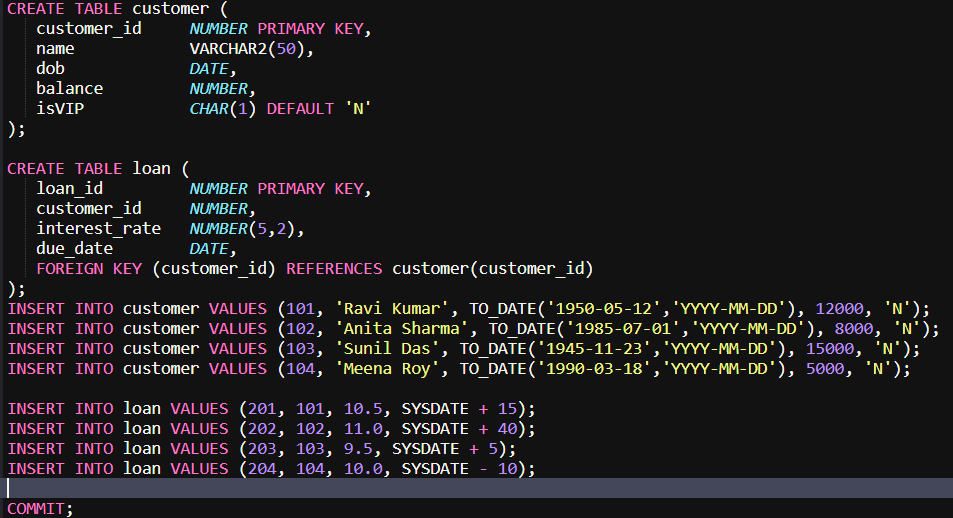 CREATE TABLE customer (
customer_id NUMBER PRIMARY KEY,
name VARCHAR2(50),
dob DATE,
balance NUMBER,
isVIP CHAR(1) DEFAULT 'N'
);
CREATE TABLE loan (
loan_id NUMBER PRIMARY KEY,
customer_id NUMBER,
interest_rate NUMBER(5,2),
due_date DATE,
FOREIGN KEY (customer_id) REFERENCES customer(customer_id)
);
INSERT INTO customer VALUES (101, 'Ravi Kumar', TO_DATE('1950-05-12','YYYY-MM-DD'), 12000, 'N');
INSERT INTO customer VALUES (102, 'Anita Sharma', TO_DATE('1985-07-01','YYYY-MM-DD'), 8000, 'N');
INSERT INTO customer VALUES (103, 'Sunil Das', TO_DATE('1945-11-23','YYYY-MM-DD'), 15000, 'N');
INSERT INTO customer VALUES (104, 'Meena Roy', TO_DATE('1990-03-18','YYYY-MM-DD'), 5000, 'N');
INSERT INTO loan VALUES (201, 101, 10.5, SYSDATE + 15);
INSERT INTO loan VALUES (202, 102, 11.0, SYSDATE + 40);
INSERT INTO loan VALUES (203, 103, 9.5, SYSDATE + 5);
INSERT INTO loan VALUES (204, 104, 10.0, SYSDATE - 10);
COMMIT;